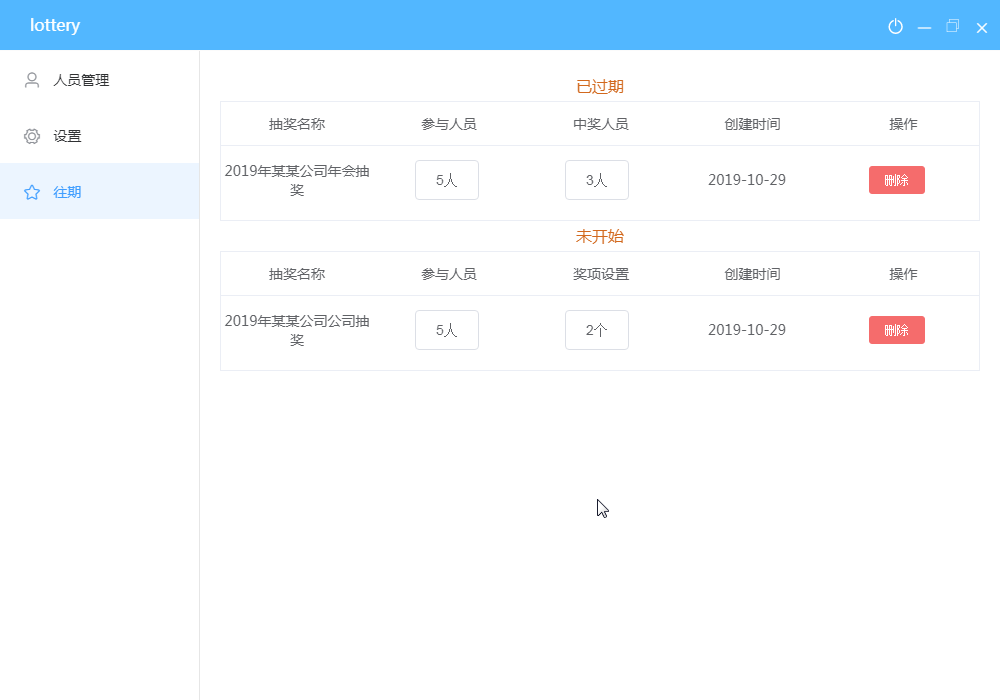 lottery
人员管理
设置
往期
已过期
抽奖名称 参与人员 中奖人员 创建时间 操作
2019年某某公司年会抽
奖
5人 3人 2019-10-29 删除
未开始
抽奖名称 参与人员 奖项设置 创建时间 操作
2019年某某公司公司抽
奖
5人 2个 2019-10-29 删除